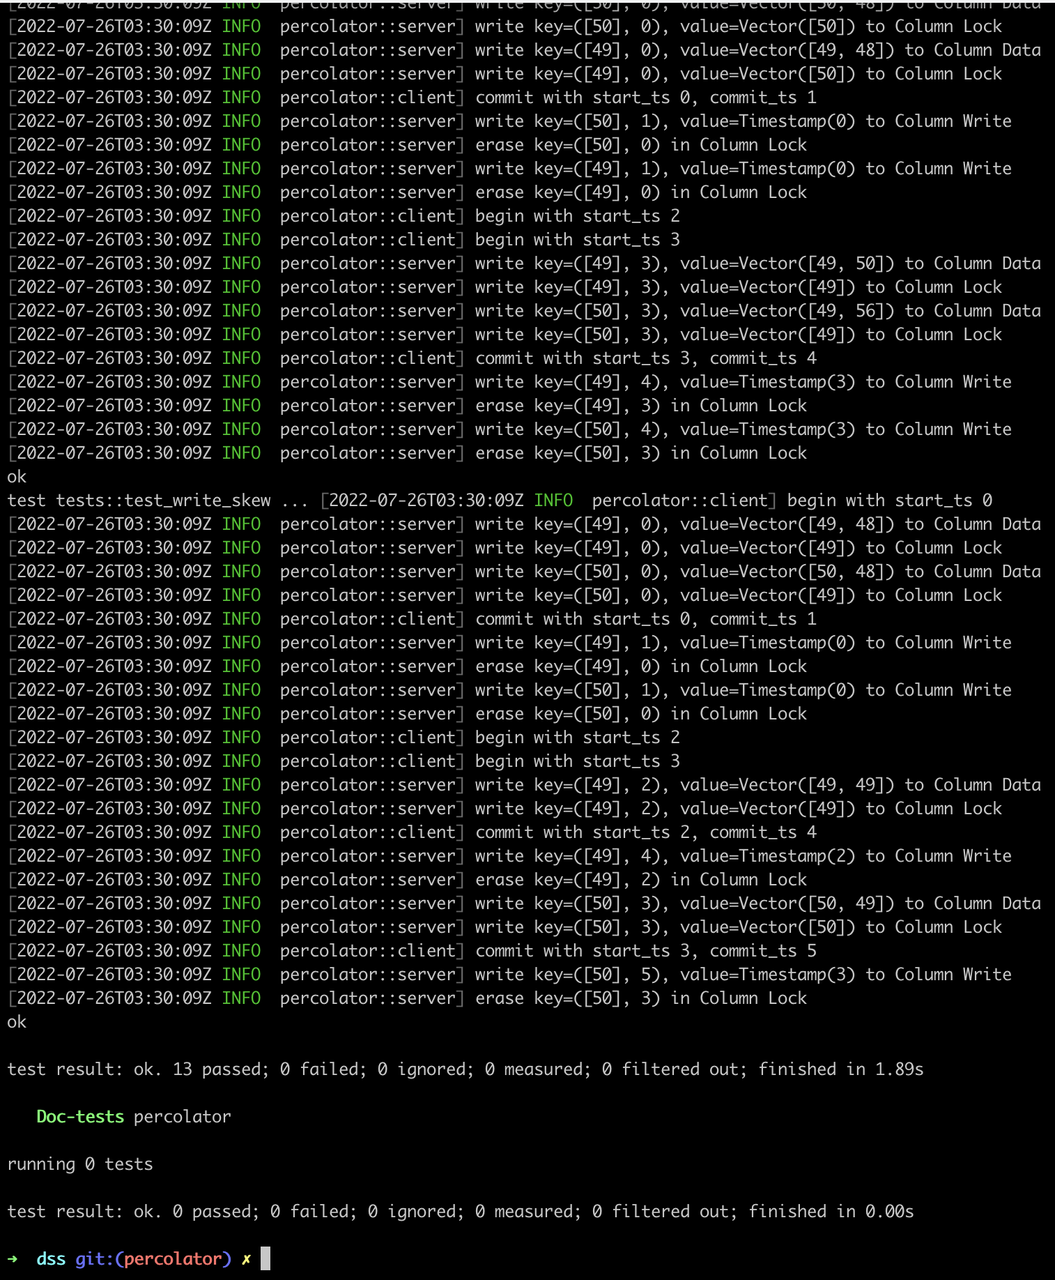 [2022-07-26T03:30:09Z INFO  percolator::server] write key=([50], 0), value=Vector([50, 48]) to Column Data
[2022-07-26T03:30:09Z INFO  percolator::server] write key=([50], 0), value=Vector([50]) to Column Lock
[2022-07-26T03:30:09Z INFO  percolator::server] write key=([49], 0), value=Vector([49, 48]) to Column Data
[2022-07-26T03:30:09Z INFO  percolator::server] write key=([49], 0), value=Vector([50]) to Column Lock
[2022-07-26T03:30:09Z INFO  percolator::client] commit with start_ts 0, commit_ts 1
[2022-07-26T03:30:09Z INFO  percolator::server] write key=([50], 1), value=Timestamp(0) to Column Write
[2022-07-26T03:30:09Z INFO  percolator::server] erase key=([50], 0) in Column Lock
[2022-07-26T03:30:09Z INFO  percolator::server] write key=([49], 1), value=Timestamp(0) to Column Write
[2022-07-26T03:30:09Z INFO  percolator::server] erase key=([49], 0) in Column Lock
[2022-07-26T03:30:09Z INFO  percolator::client] begin with start_ts 2
[2022-07-26T03:30:09Z INFO  percolator::client] begin with start_ts 3
[2022-07-26T03:30:09Z INFO  percolator::server] write key=([49], 3), value=Vector([49, 50]) to Column Data
[2022-07-26T03:30:09Z INFO  percolator::server] write key=([49], 3), value=Vector([49]) to Column Lock
[2022-07-26T03:30:09Z INFO  percolator::server] write key=([50], 3), value=Vector([49, 56]) to Column Data
[2022-07-26T03:30:09Z INFO  percolator::server] write key=([50], 3), value=Vector([49]) to Column Lock
[2022-07-26T03:30:09Z INFO  percolator::client] commit with start_ts 3, commit_ts 4
[2022-07-26T03:30:09Z INFO  percolator::server] write key=([49], 4), value=Timestamp(3) to Column Write
[2022-07-26T03:30:09Z INFO  percolator::server] erase key=([49], 3) in Column Lock
[2022-07-26T03:30:09Z INFO  percolator::server] write key=([50], 4), value=Timestamp(3) to Column Write
[2022-07-26T03:30:09Z INFO  percolator::server] erase key=([50], 3) in Column Lock
ok
test tests::test_write_skew ... [2022-07-26T03:30:09Z INFO  percolator::client] begin with start_ts 0
[2022-07-26T03:30:09Z INFO  percolator::server] write key=([49], 0), value=Vector([49, 48]) to Column Data
[2022-07-26T03:30:09Z INFO  percolator::server] write key=([49], 0), value=Vector([49]) to Column Lock
[2022-07-26T03:30:09Z INFO  percolator::server] write key=([50], 0), value=Vector([50, 48]) to Column Data
[2022-07-26T03:30:09Z INFO  percolator::server] write key=([50], 0), value=Vector([49]) to Column Lock
[2022-07-26T03:30:09Z INFO  percolator::client] commit with start_ts 0, commit_ts 1
[2022-07-26T03:30:09Z INFO  percolator::server] write key=([49], 1), value=Timestamp(0) to Column Write
[2022-07-26T03:30:09Z INFO  percolator::server] erase key=([49], 0) in Column Lock
[2022-07-26T03:30:09Z INFO  percolator::server] write key=([50], 1), value=Timestamp(0) to Column Write
[2022-07-26T03:30:09Z INFO  percolator::server] erase key=([50], 0) in Column Lock
[2022-07-26T03:30:09Z INFO  percolator::client] begin with start_ts 2
[2022-07-26T03:30:09Z INFO  percolator::client] begin with start_ts 3
[2022-07-26T03:30:09Z INFO  percolator::server] write key=([49], 2), value=Vector([49, 49]) to Column Data
[2022-07-26T03:30:09Z INFO  percolator::server] write key=([49], 2), value=Vector([49]) to Column Lock
[2022-07-26T03:30:09Z INFO  percolator::client] commit with start_ts 2, commit_ts 4
[2022-07-26T03:30:09Z INFO  percolator::server] write key=([49], 4), value=Timestamp(2) to Column Write
[2022-07-26T03:30:09Z INFO  percolator::server] erase key=([49], 2) in Column Lock
[2022-07-26T03:30:09Z INFO  percolator::server] write key=([50], 3), value=Vector([50, 49]) to Column Data
[2022-07-26T03:30:09Z INFO  percolator::server] write key=([50], 3), value=Vector([50]) to Column Lock
[2022-07-26T03:30:09Z INFO  percolator::client] commit with start_ts 3, commit_ts 5
[2022-07-26T03:30:09Z INFO  percolator::server] write key=([50], 5), value=Timestamp(3) to Column Write
[2022-07-26T03:30:09Z INFO  percolator::server] erase key=([50], 3) in Column Lock
ok
test result: ok. 13 passed; 0 failed; 0 ignored; 0 measured; 0 filtered out; finished in 1.89s
Doc-tests percolator
running 0 tests
test result: ok. 0 passed; 0 failed; 0 ignored; 0 measured; 0 filtered out; finished in 0.00s
➜  dss git:(percolator) ✗